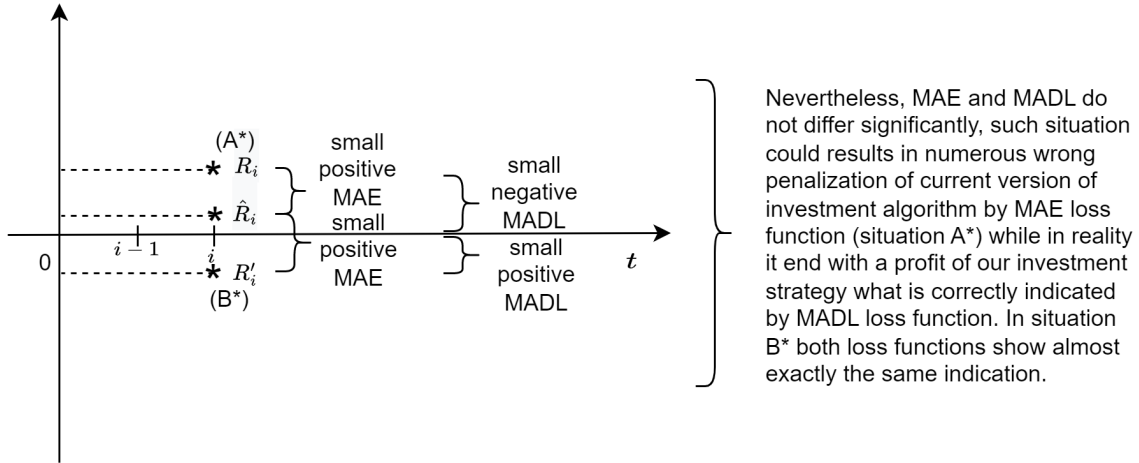 (A*)
R_i
R̂_i
0
i − 1
i
R′_i
(B*)
t
small
positive
MAE
small
positive
MAE
small
negative
MADL
small
positive
MADL
Nevertheless, MAE and MADL do
not differ significantly, such situation
could results in numerous wrong
penalization of current version of
investment algorithm by MAE loss
function (situation A*) while in reality
it end with a profit of our investment
strategy what is correctly indicated
by MADL loss function. In situation
B* both loss functions show almost
exactly the same indication.